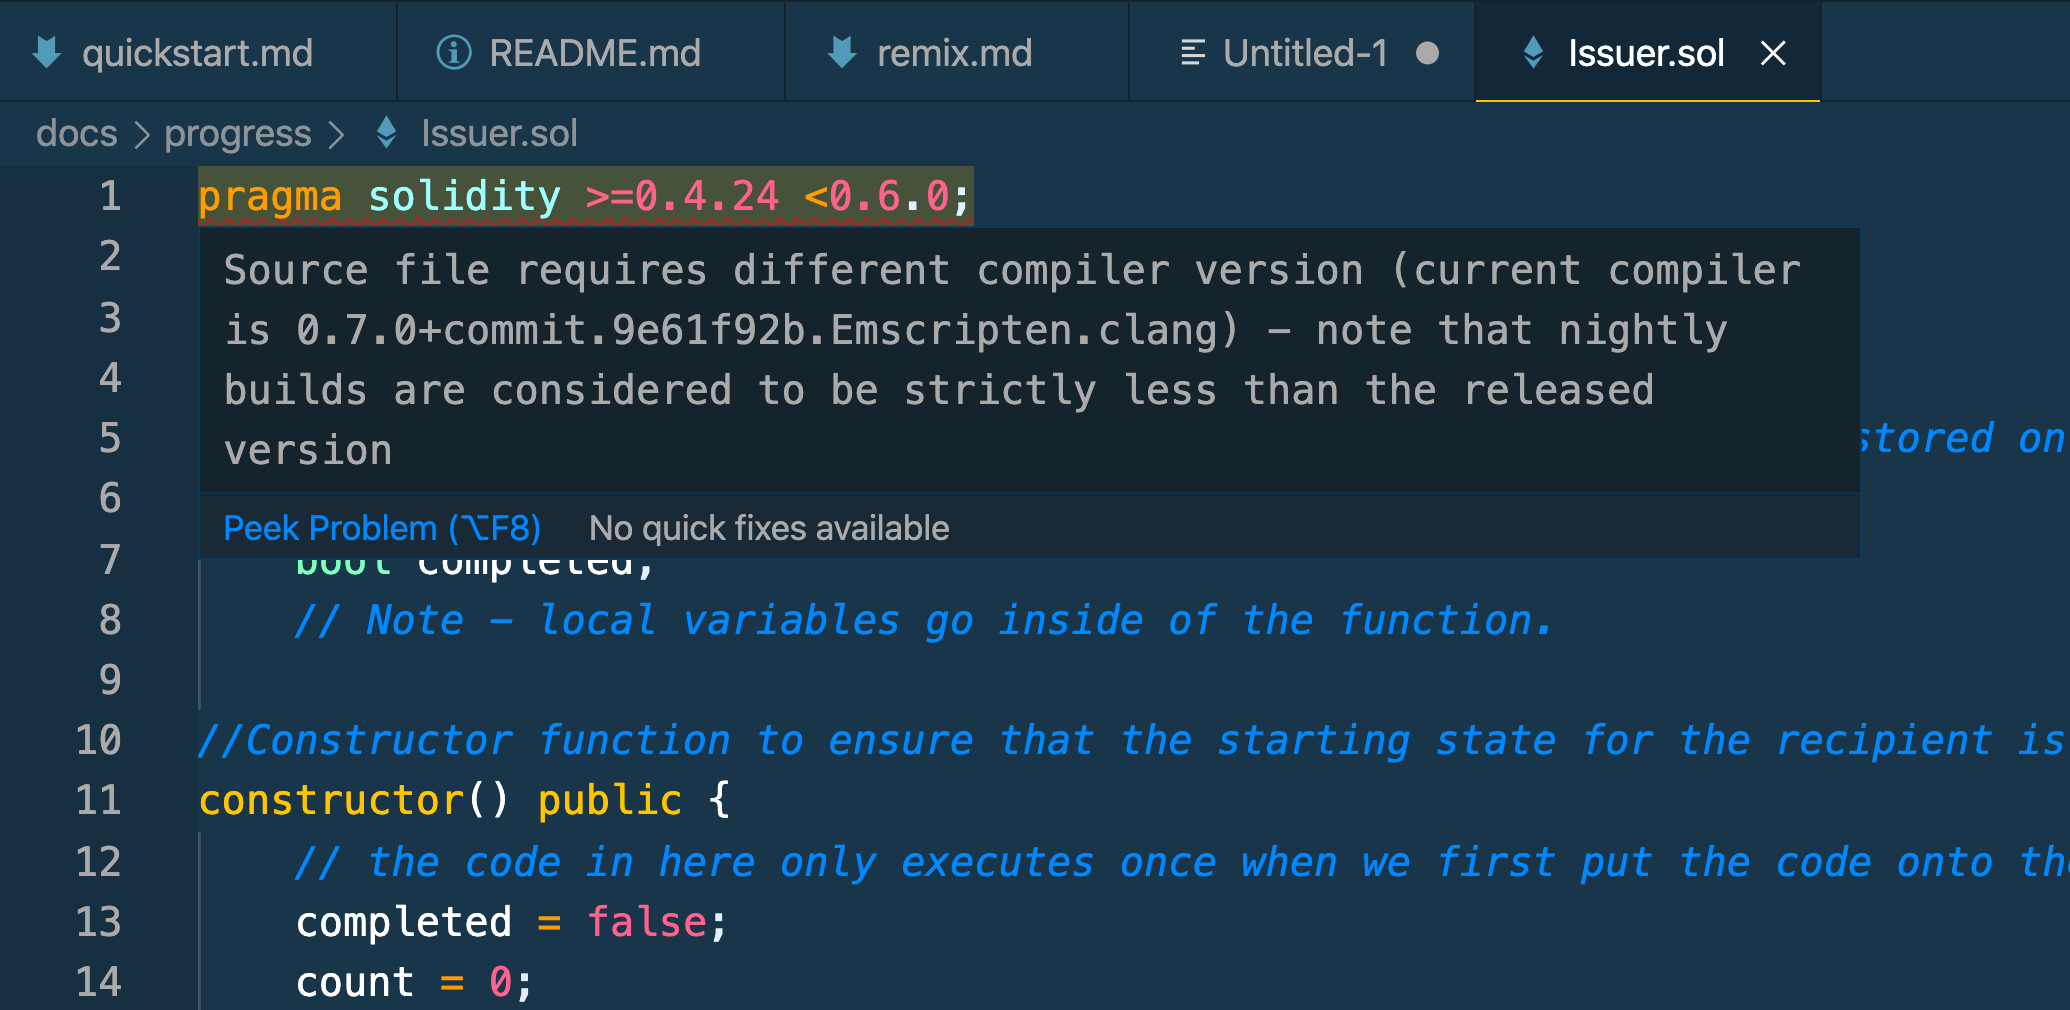 quickstart.md README.md remix.md Untitled-1 Issuer.sol
docs > progress > Issuer.sol
1 pragma solidity >=0.4.24 <0.6.0;
2 Source file requires different compiler version (current compiler
3 is 0.7.0+commit.9e61f92b.Emscripten.clang) – note that nightly
4 builds are considered to be strictly less than the released
5 version stored on
6
Peek Problem (⌥F8) No quick fixes available
7 bool completed;
8 // Note – local variables go inside of the function.
9
10 //Constructor function to ensure that the starting state for the recipient is
11 constructor() public {
12 // the code in here only executes once when we first put the code onto the
13 completed = false;
14 count = 0;